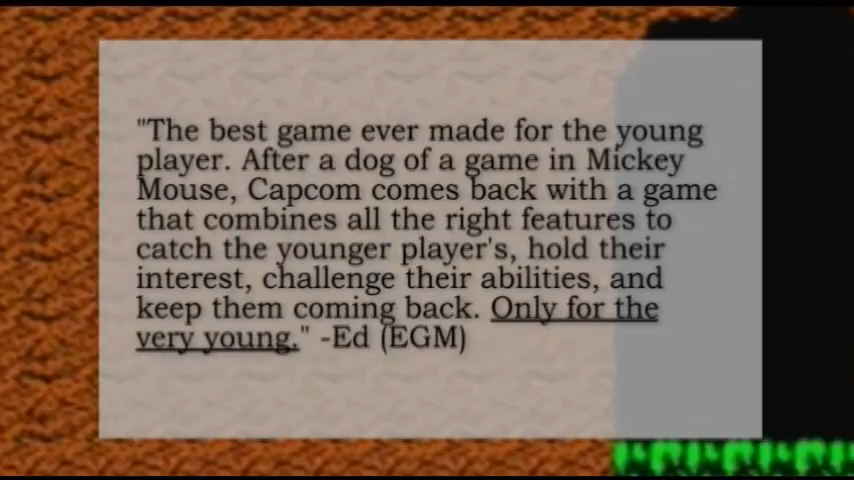 "The best game ever made for the young
player. After a dog of a game in Mickey
Mouse, Capcom comes back with a game
that combines all the right features to
catch the younger player's, hold their
interest, challenge their abilities, and
keep them coming back. Only for the
very young." -Ed (EGM)